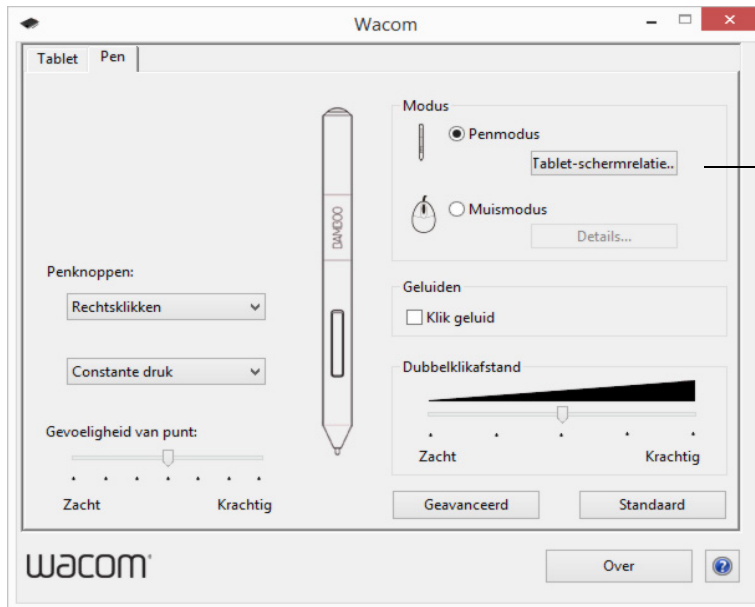 Wacom
Tablet
Pen
Modus
Penmodus
Tablet-schermrelatie..
Muismodus
Details...
BAMBOO
Penknoppen:
Rechtsklikken
Constante druk
Geluiden
Klik geluid
Dubbelklikafstand
Zacht
Krachtig
Gevoeligheid van punt:
Zacht
Krachtig
Geavanceerd
Standaard
wacom
Over
?